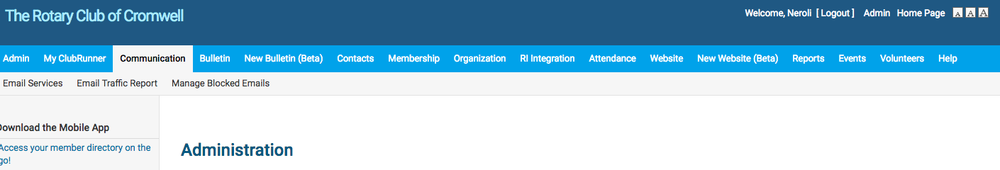 The Rotary Club of Cromwell
Welcome, Neroli [ Logout ] Admin Home Page A A A
Admin My ClubRunner Communication Bulletin New Bulletin (Beta) Contacts Membership Organization RI Integration Attendance Website New Website (Beta) Reports Events Volunteers Help
Email Services Email Traffic Report Manage Blocked Emails
Download the Mobile App
Access your member directory on the
go!
Administration